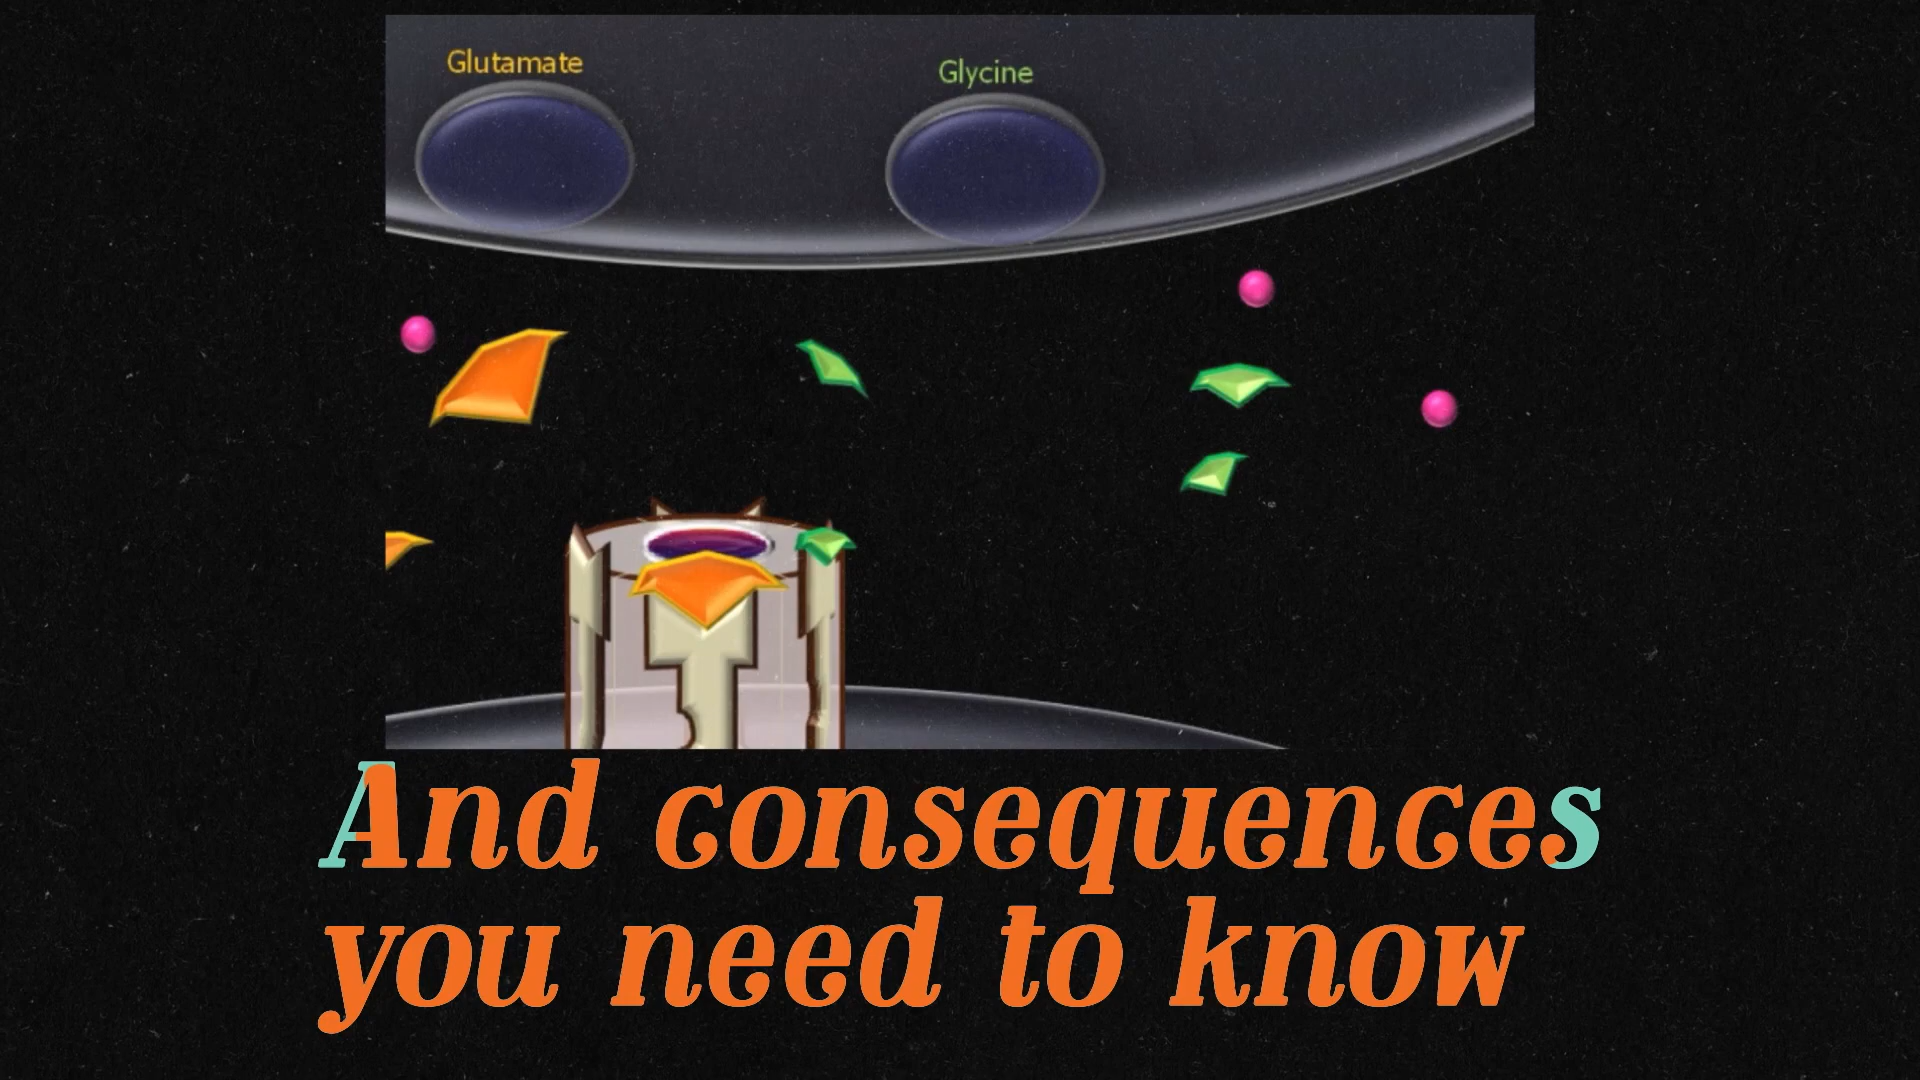 Glutamate
Glycine
And consequences
you need to know